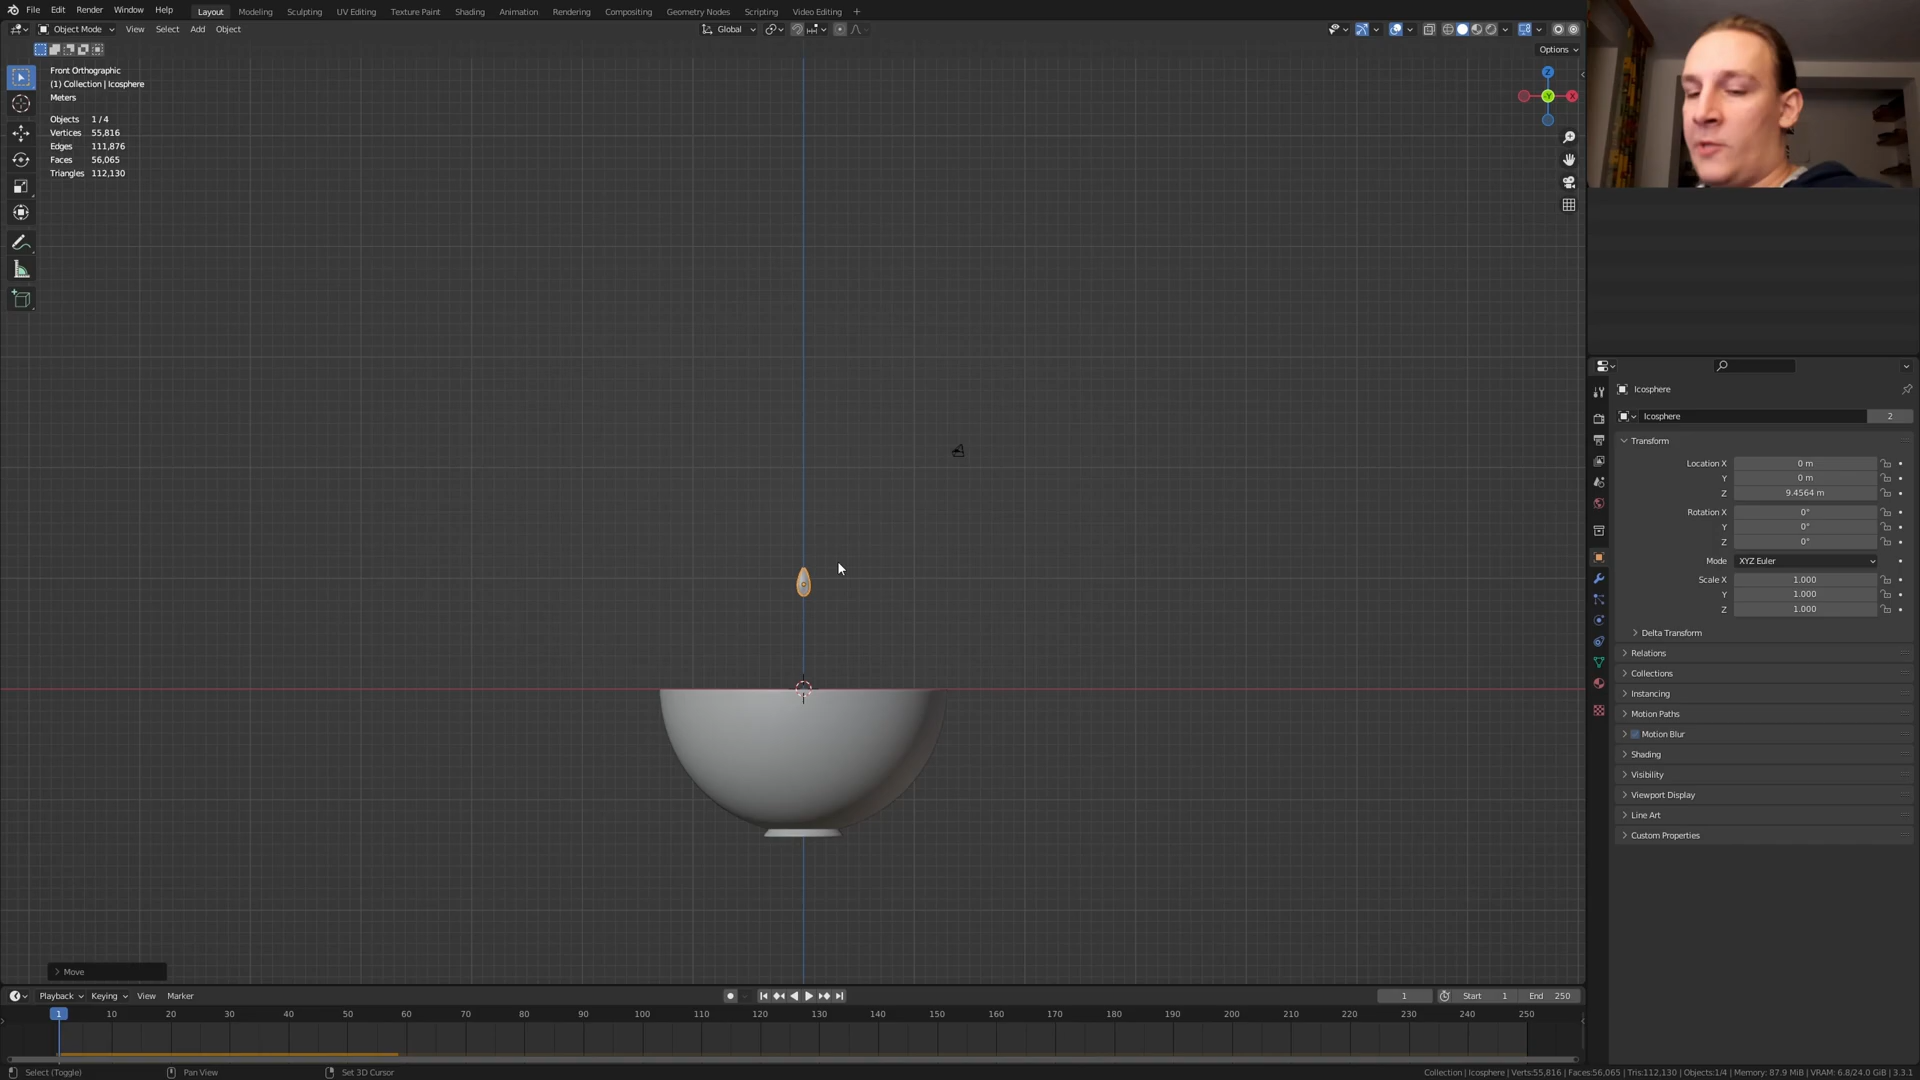 File Edit Render Window Help Layout Modeling Sculpting UV Editing Texture Paint Shading Animation Rendering Compositing Geometry Nodes Scripting Video Editing +
Object Mode View Select Add Object Global
Options
Front Orthographic
(1) Collection | Icosphere
Meters
Objects 1 / 4
Vertices 55,816
Edges 111,876
Faces 56,065
Triangles 112,130
Z
-Y
X
Icosphere
Icosphere 2
Transform
Location X 0 m
Y 0 m
Z 9.4564 m
Rotation X 0°
Y 0°
Z 0°
Mode XYZ Euler
Scale X 1.000
Y 1.000
Z 1.000
Delta Transform
Relations
Collections
Instancing
Motion Paths
Motion Blur
Shading
Visibility
Viewport Display
Line Art
Custom Properties
Move
Playback Keying View Marker 1 Start 1 End 250
1 10 20 30 40 50 60 70 80 90 100 110 120 130 140 150 160 170 180 190 200 210 220 230 240 250
Select (Toggle) Pan View Set 3D Cursor Collection | Icosphere | Verts:55,816 | Faces:56,065 | Tris:112,130 | Objects:1/4 | Memory: 87.9 MiB | VRAM: 6.8/24.0 GiB | 3.3.1